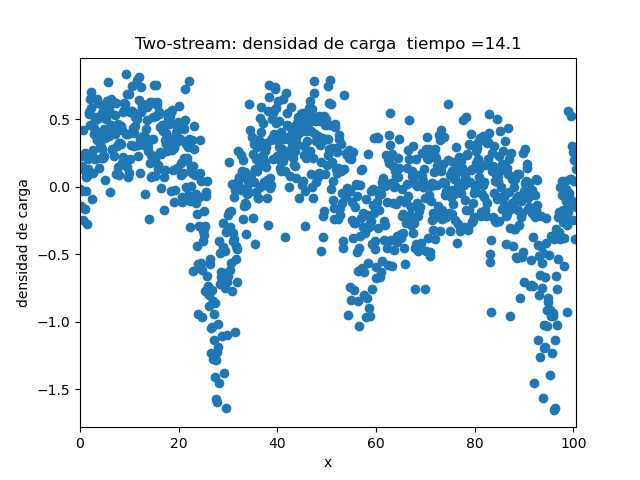 Two-stream: densidad de carga  tiempo =14.1
densidad de carga
0.5
0.0
−0.5
−1.0
−1.5
0 20 40 60 80 100
x